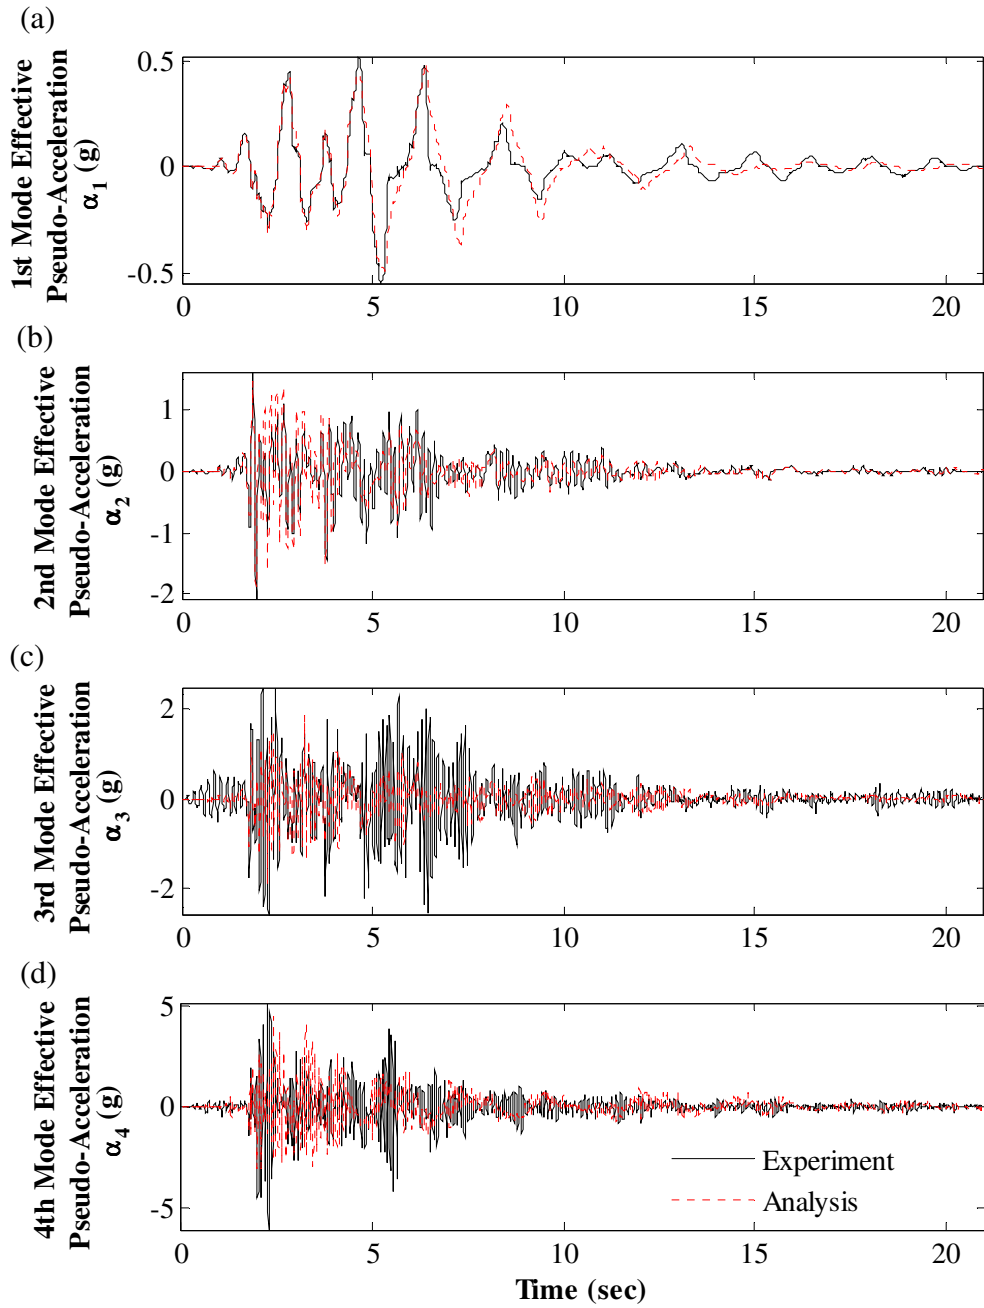 (a)
1st Mode Effective
Pseudo-Acceleration
α1 (g)
0.5
0
-0.5
0 5 10 15 20
(b)
2nd Mode Effective
Pseudo-Acceleration
α2 (g)
1
0
-1
-2
0 5 10 15 20
(c)
3rd Mode Effective
Pseudo-Acceleration
α3 (g)
2
0
-2
0 5 10 15 20
(d)
4th Mode Effective
Pseudo-Acceleration
α4 (g)
5
0
-5
Experiment
Analysis
0 5 10 15 20
Time (sec)